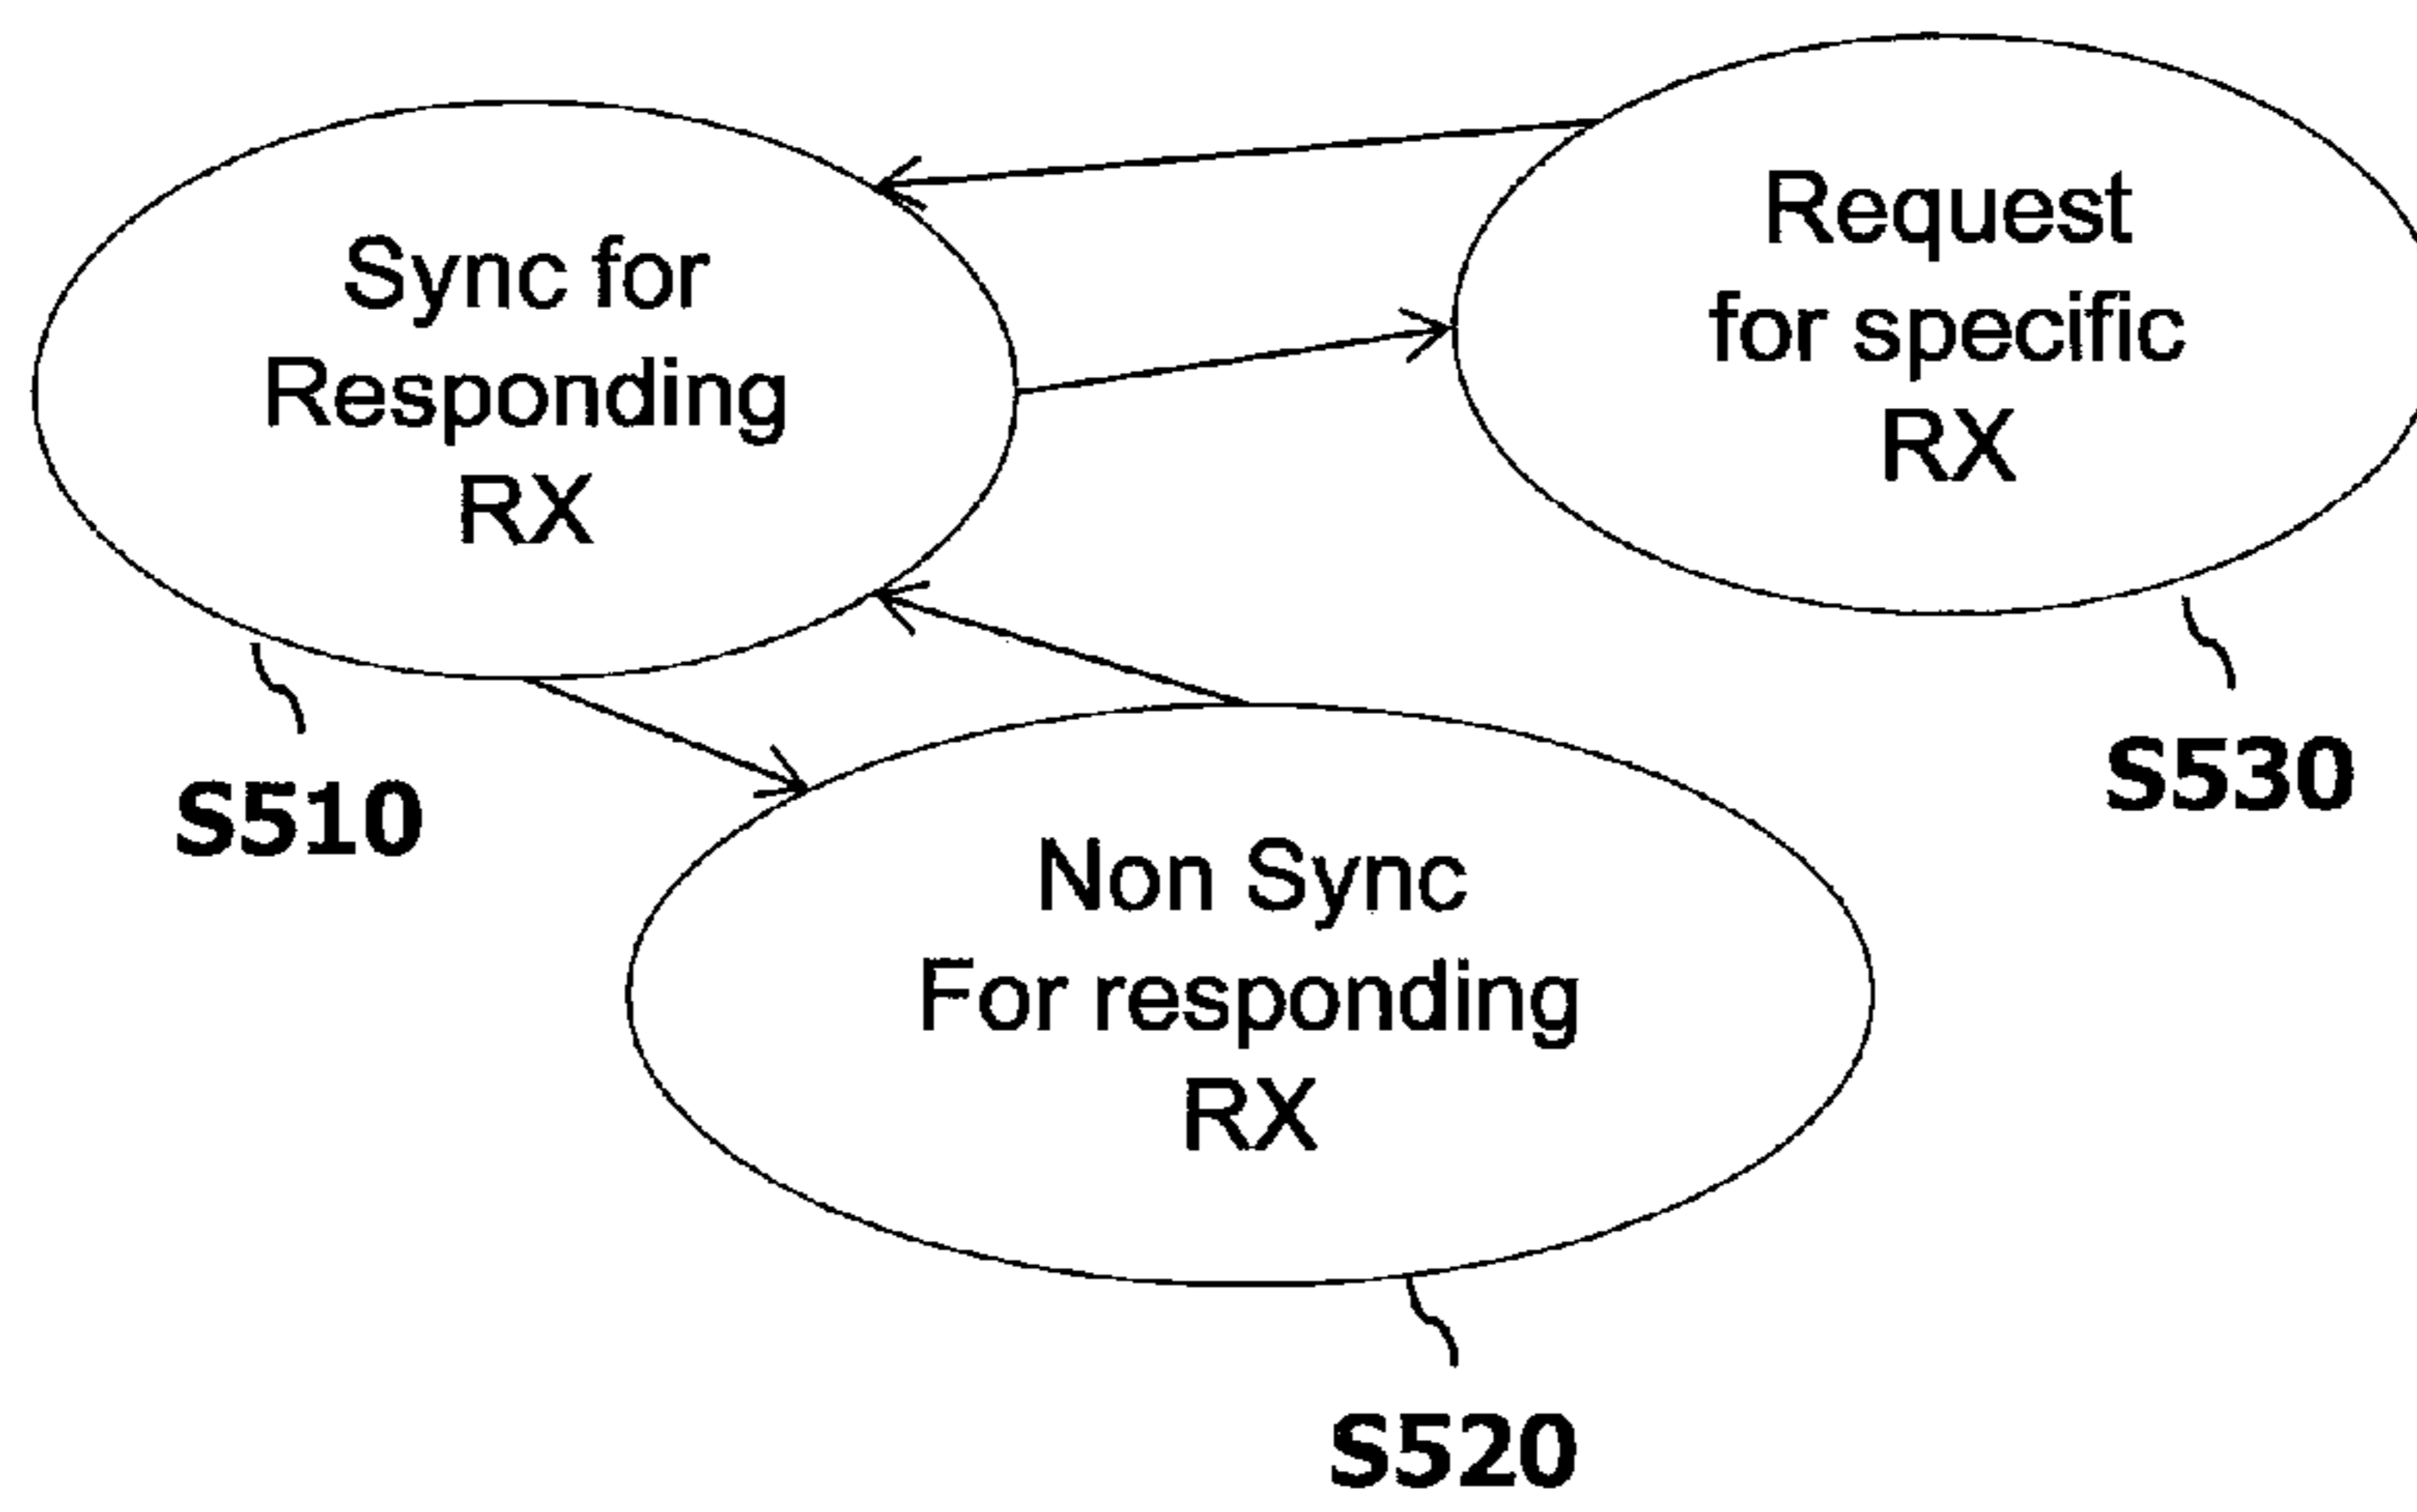 Sync for
Responding
RX
S510
Request
for specific
RX
S530
Non Sync
For responding
RX
S520